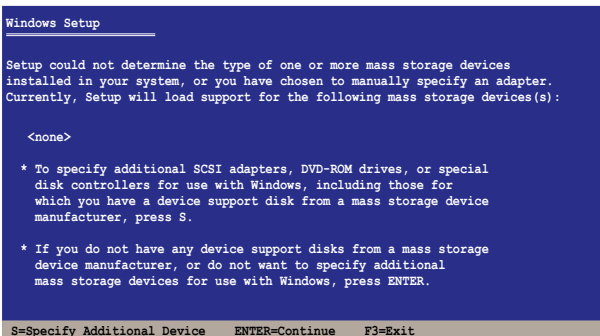 Windows Setup
Setup could not determine the type of one or more mass storage devices
installed in your system, or you have chosen to manually specify an adapter.
Currently, Setup will load support for the following mass storage devices(s):
<none>
* To specify additional SCSI adapters, DVD-ROM drives, or special
disk controllers for use with Windows, including those for
which you have a device support disk from a mass storage device
manufacturer, press S.
* If you do not have any device support disks from a mass storage
device manufacturer, or do not want to specify additional
mass storage devices for use with Windows, press ENTER.
S=Specify Additional Device ENTER=Continue F3=Exit